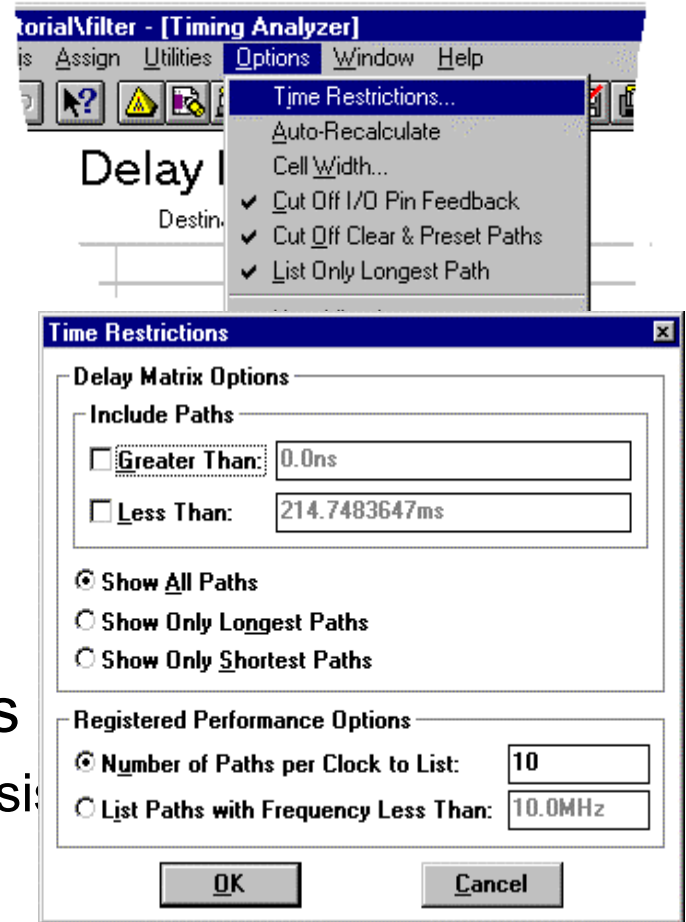 torial\filter - [Timing Analyzer]
is Assign Utilities Options Window Help
Time Restrictions...
Auto-Recalculate
Cell Width...
Cut Off I/O Pin Feedback
Cut Off Clear & Preset Paths
List Only Longest Path
Delay
Destin
Time Restrictions
Delay Matrix Options
Include Paths
Greater Than: 0.0ns
Less Than: 214.7483647ms
Show All Paths
Show Only Longest Paths
Show Only Shortest Paths
s
Registered Performance Options
Number of Paths per Clock to List: 10
sis
List Paths with Frequency Less Than: 10.0MHz
OK Cancel